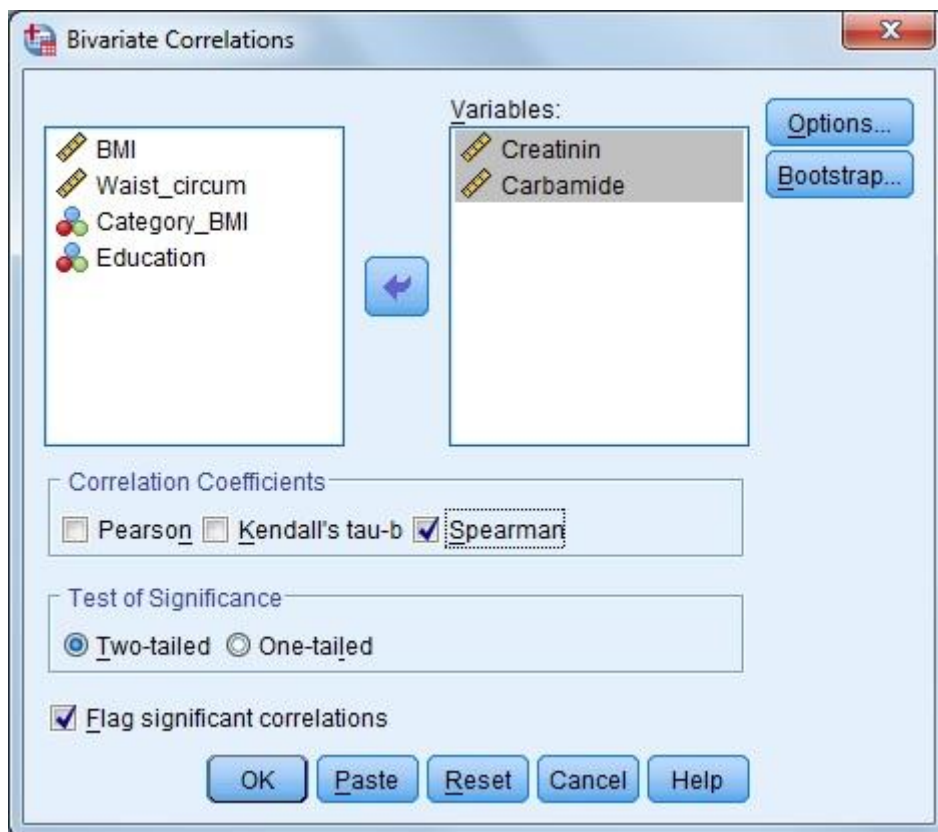 Bivariate Correlations
Variables:
BMI
Waist_circum
Category_BMI
Education
Creatinin
Carbamide
Options...
Bootstrap...
Correlation Coefficients
Pearson Kendall's tau-b Spearman
Test of Significance
Two-tailed One-tailed
Flag significant correlations
OK Paste Reset Cancel Help